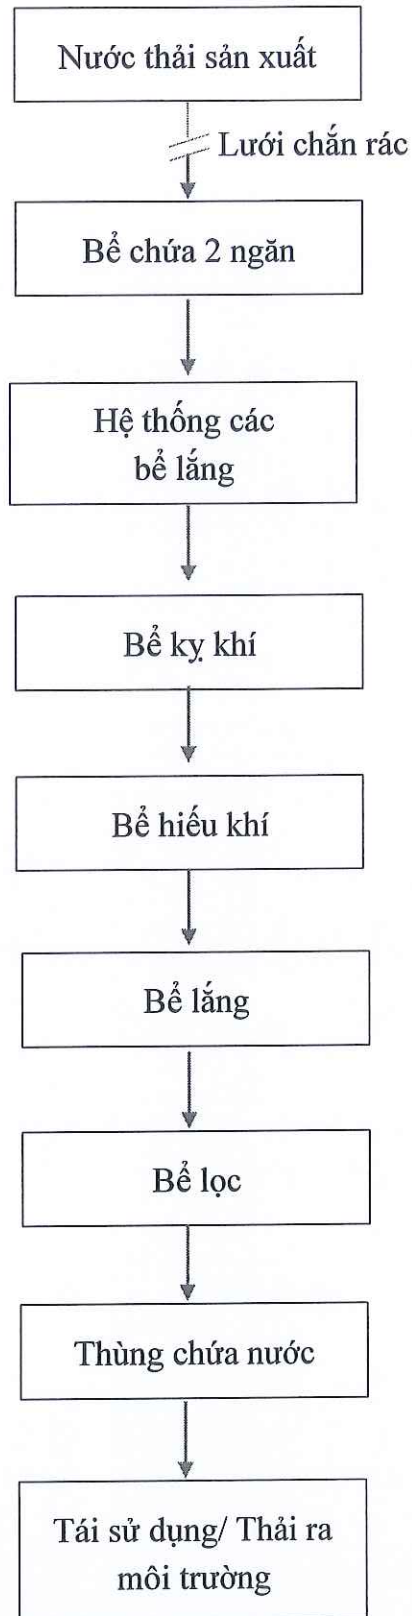 Nước thải sản xuất
Lưới chắn rác
Bể chứa 2 ngăn
Hệ thống các
bể lắng
Bể kỵ khí
Bể hiếu khí
Bể lắng
Bể lọc
Thùng chứa nước
Tái sử dụng/ Thải ra
môi trường